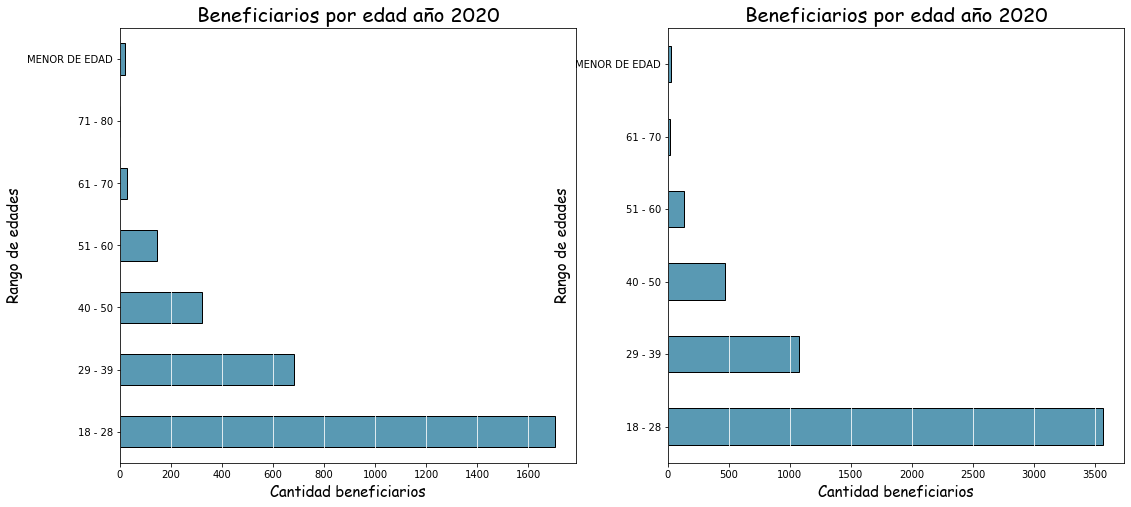 Beneficiarios por edad año 2020
MENOR DE EDAD
71 - 80
61 - 70
51 - 60
40 - 50
29 - 39
18 - 28
Rango de edades
0 200 400 600 800 1000 1200 1400 1600
Cantidad beneficiarios
Beneficiarios por edad año 2020
MENOR DE EDAD
61 - 70
51 - 60
40 - 50
29 - 39
18 - 28
Rango de edades
0 500 1000 1500 2000 2500 3000 3500
Cantidad beneficiarios